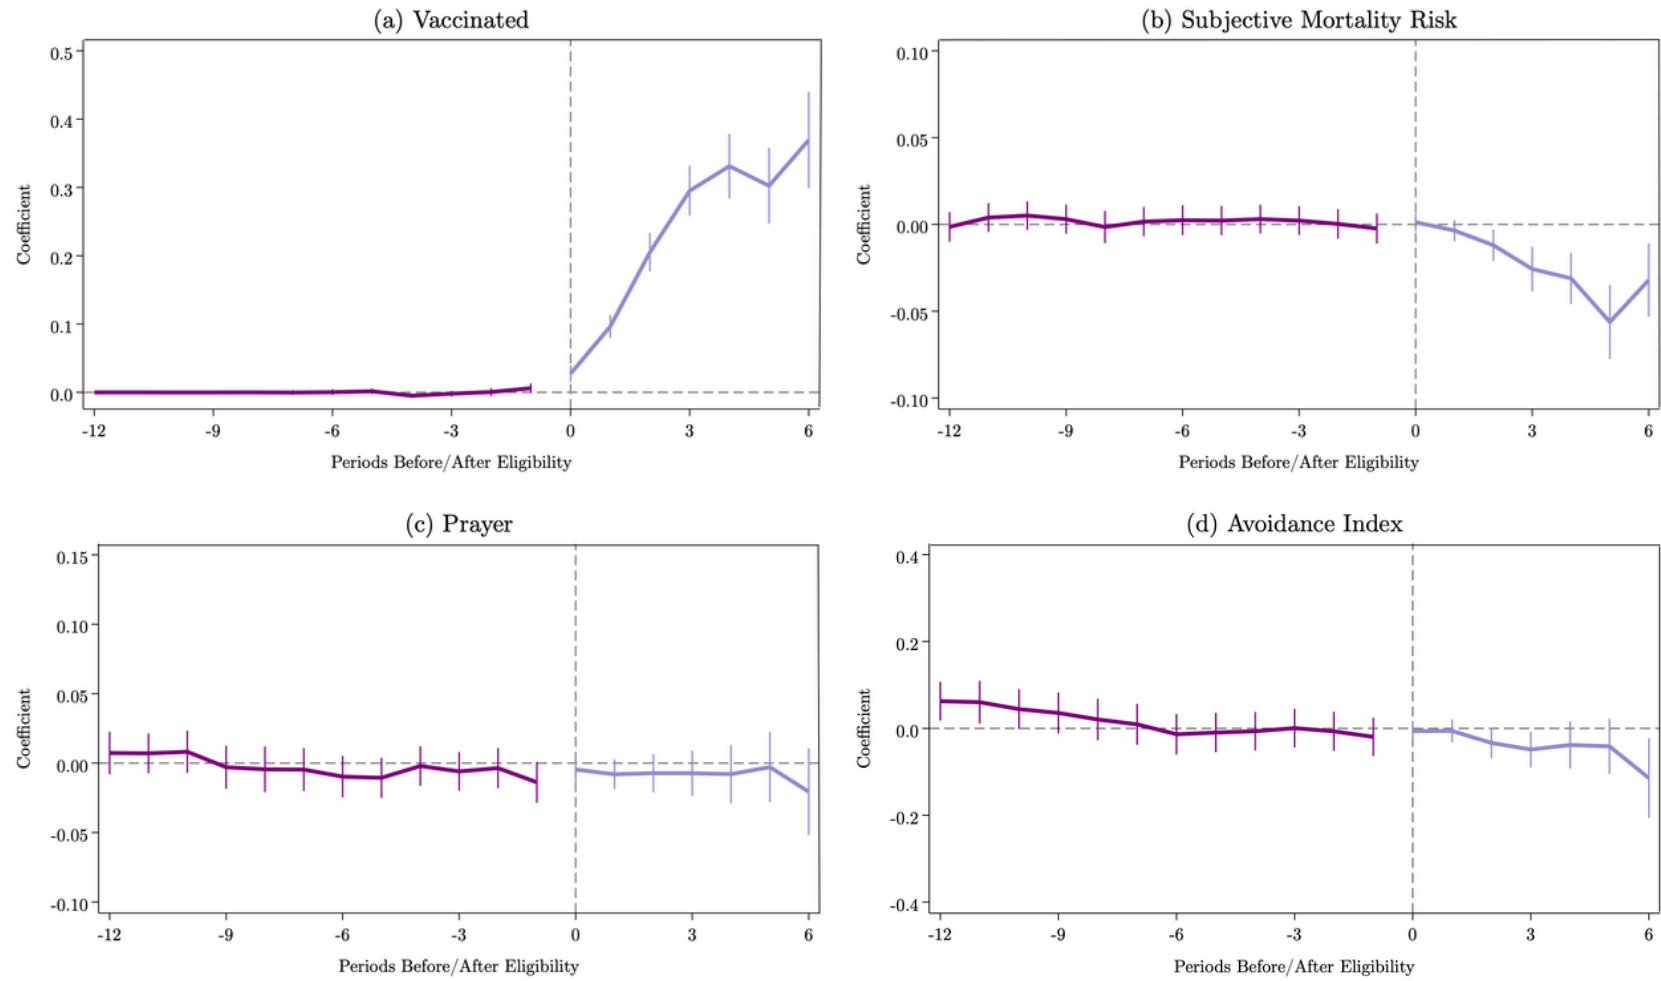 (a) Vaccinated
0.5
0.4
0.3
0.2
0.1
0.0
Coefficient
-12 -9 -6 -3 0 3 6
Periods Before/After Eligibility
(b) Subjective Mortality Risk
0.10
0.05
0.00
-0.05
-0.10
Coefficient
-12 -9 -6 -3 0 3 6
Periods Before/After Eligibility
(c) Prayer
0.15
0.10
0.05
0.00
-0.05
-0.10
Coefficient
-12 -9 -6 -3 0 3 6
Periods Before/After Eligibility
(d) Avoidance Index
0.4
0.2
0.0
-0.2
-0.4
Coefficient
-12 -9 -6 -3 0 3 6
Periods Before/After Eligibility